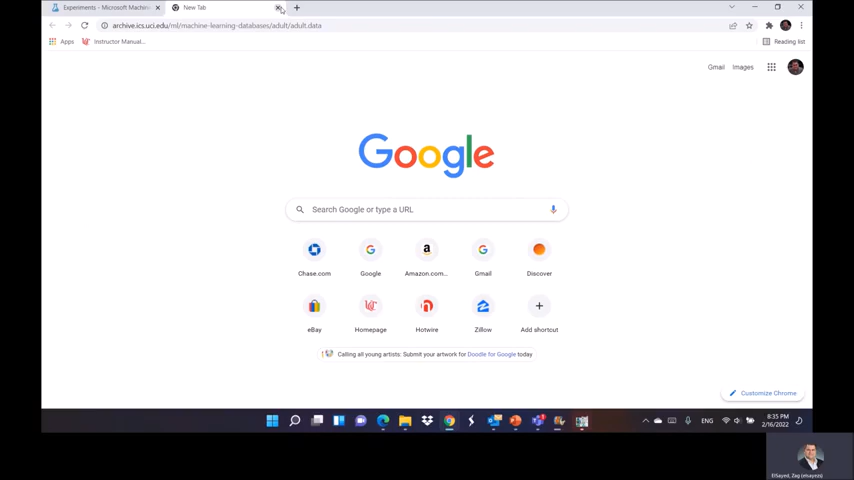 Experiments - Microsoft Machin
New Tab
archive.ics.uci.edu/ml/machine-learning-databases/adult/adult.data
Apps
Instructor Manual...
Reading list
Gmail
Images
Google
Search Google or type a URL
Chase.com
Google
Amazon.com...
Gmail
Discover
eBay
Homepage
Hotwire
Zillow
Add shortcut
Calling all young artists: Submit your artwork for Doodle for Google today
Customize Chrome
ENG
8:35 PM
2/16/2022
ElSayed, Zag (elsayezs)